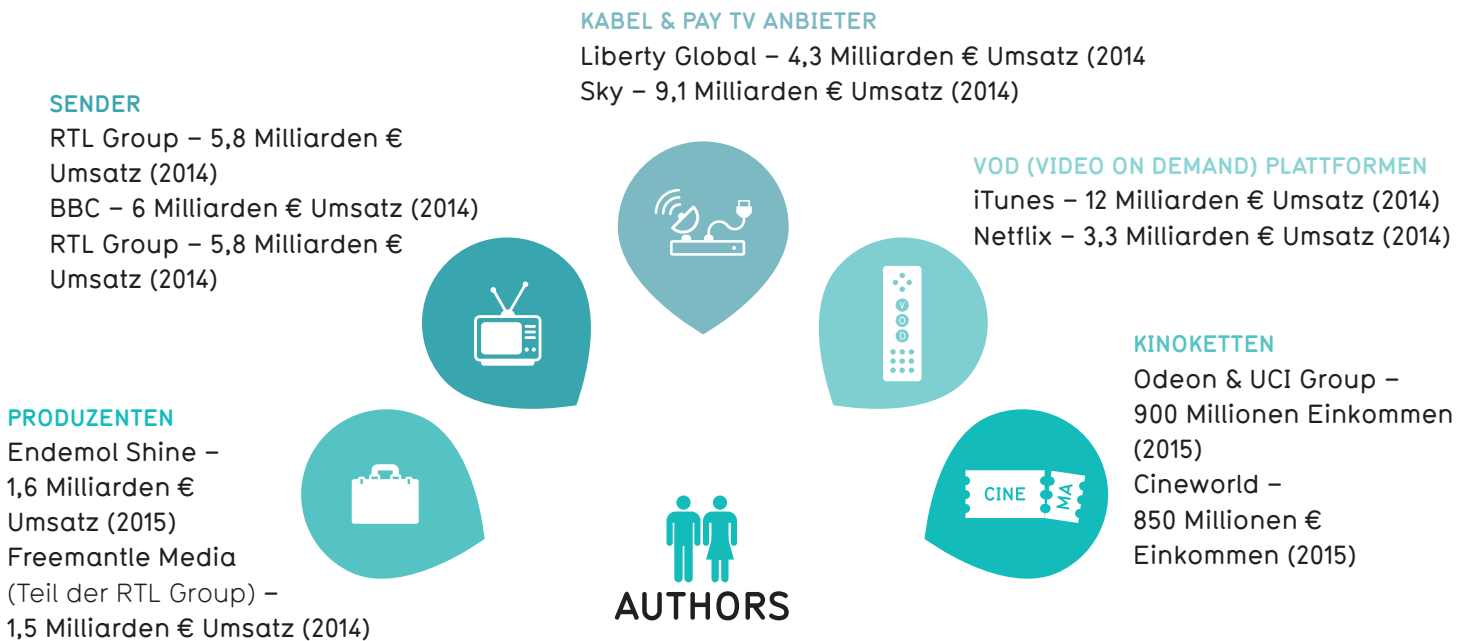 KABEL & PAY TV ANBIETER
Liberty Global – 4,3 Milliarden € Umsatz (2014
Sky – 9,1 Milliarden € Umsatz (2014)
SENDER
RTL Group – 5,8 Milliarden €
Umsatz (2014)
BBC – 6 Milliarden € Umsatz (2014)
RTL Group – 5,8 Milliarden €
Umsatz (2014)
VOD (VIDEO ON DEMAND) PLATTFORMEN
iTunes – 12 Milliarden € Umsatz (2014)
Netflix – 3,3 Milliarden € Umsatz (2014)
V
O
D
KINOKETTEN
Odeon & UCI Group –
900 Millionen Einkommen
(2015)
Cineworld –
850 Millionen €
Einkommen (2015)
PRODUZENTEN
Endemol Shine –
1,6 Milliarden €
Umsatz (2015)
Freemantle Media
(Teil der RTL Group) –
1,5 Milliarden € Umsatz (2014)
CINE
MA
AUTHORS